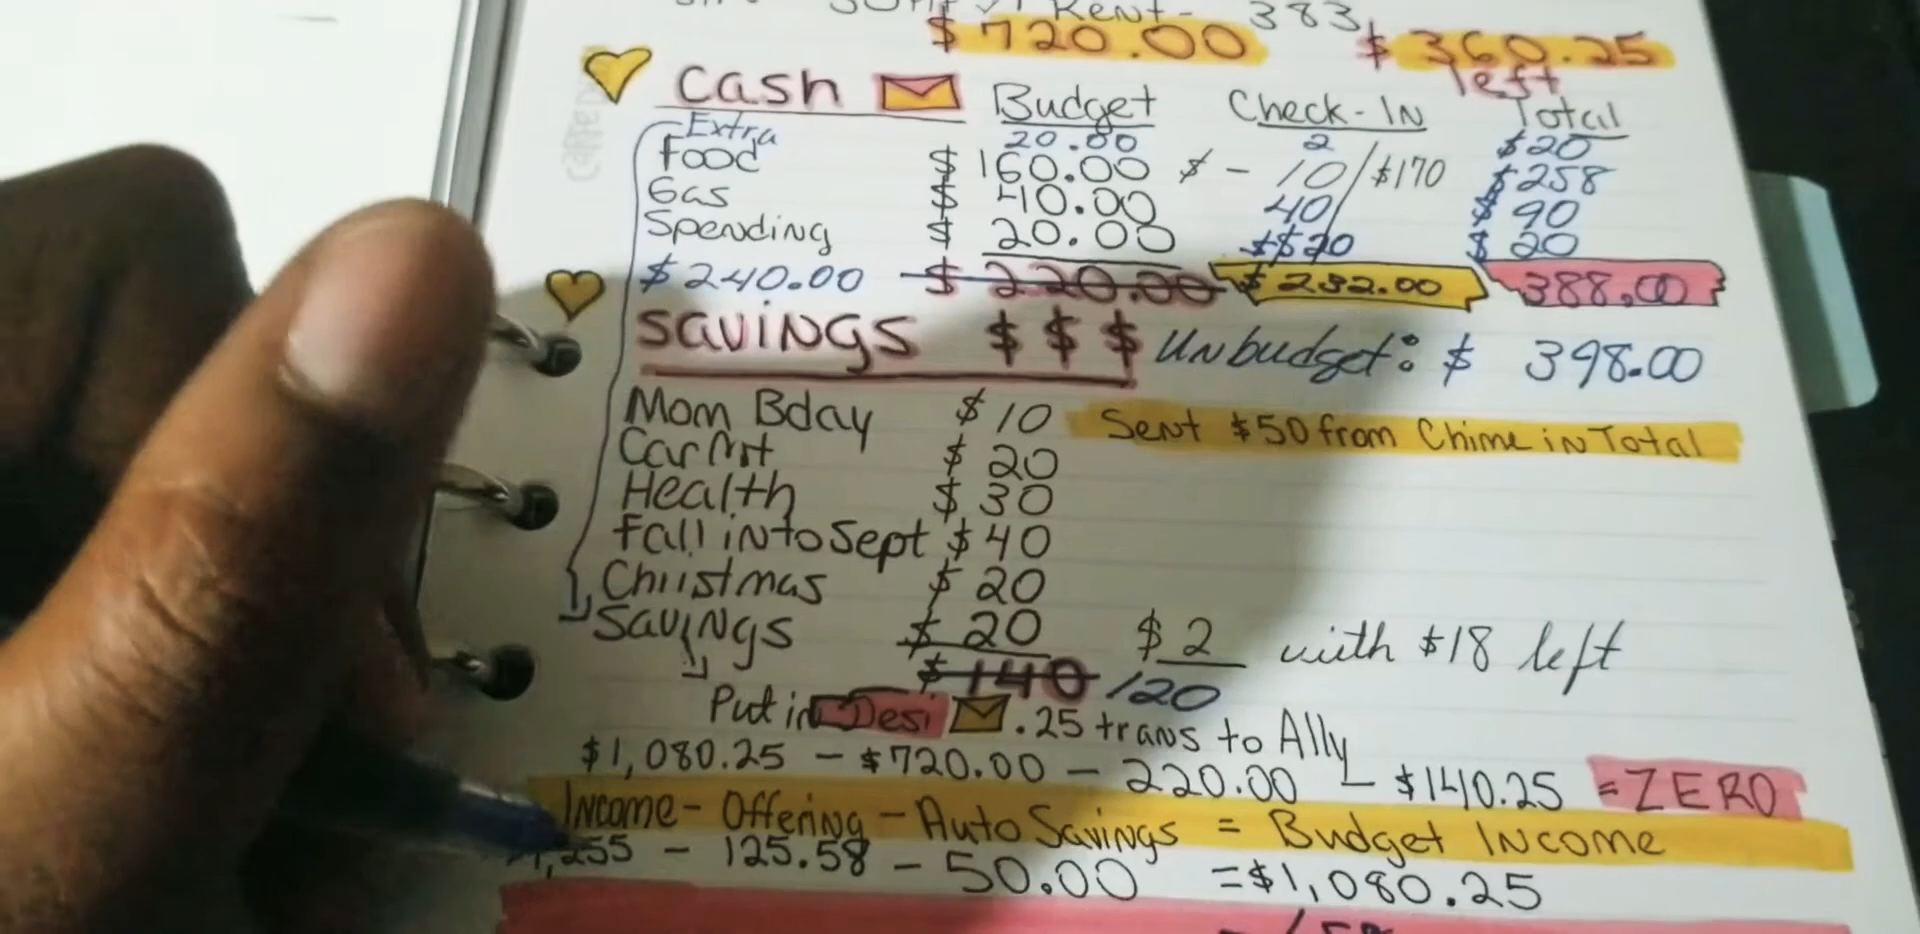 Rent- 383
$720.00 $360.25
left
Cash Budget Check-IN Total
Extra 20.00 2 $20
Food $160.00 $ - 10/$170 $258
Gas $ 40.00 40 $ 90
Spending $ 20.00 $20 $ 20
$240.00 $220.00 $232.00 388.00
SAVINGS $ $ $ Unbudget: $ 398.00
Mom Bday $10 Sent $50 from Chime in Total
Car $20
Health $30
Fall into Sept $40
Christmas $20
Savings $20 $2 with $18 left
$140 120
Put in Desi .25 trans to Ally
$1,080.25 - $720.00 - 220.00 - $140.25 = ZERO
Income - Offering - Auto Savings = Budget Income
1,255 - 125.58 - 50.00 = $1,080.25